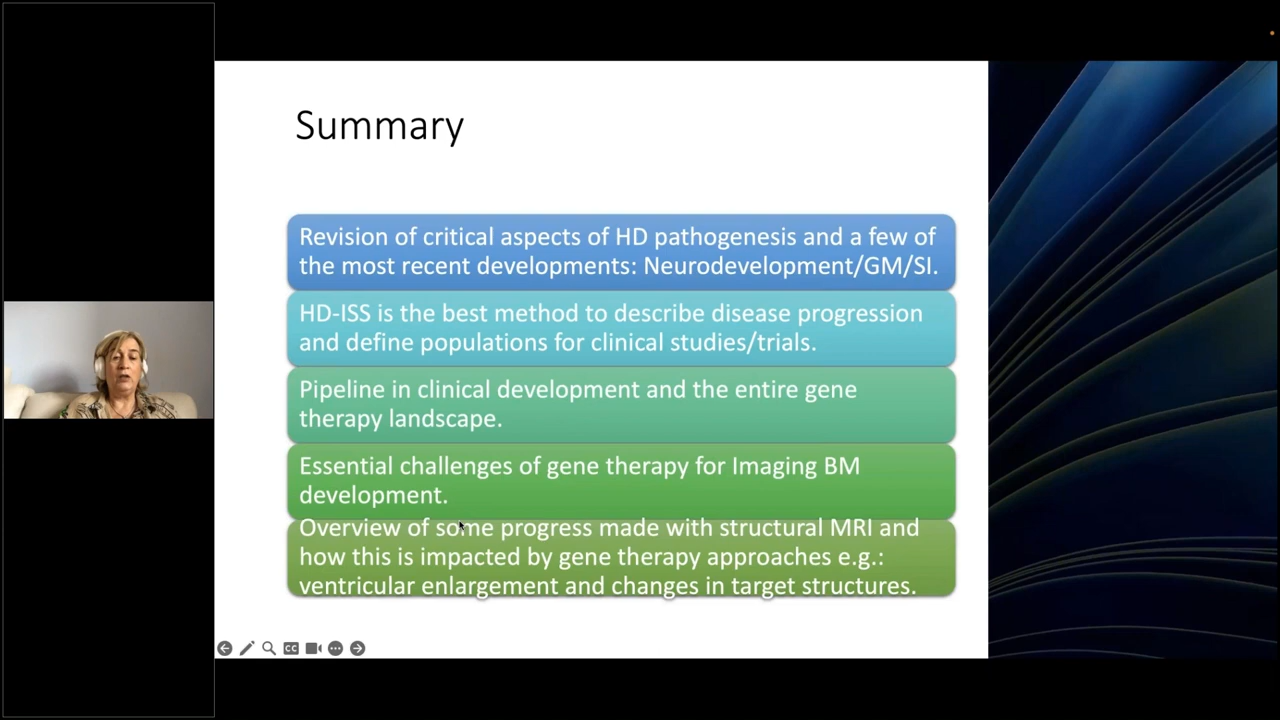 Summary
Revision of critical aspects of HD pathogenesis and a few of
the most recent developments: Neurodevelopment/GM/SI.
HD-ISS is the best method to describe disease progression
and define populations for clinical studies/trials.
Pipeline in clinical development and the entire gene
therapy landscape.
Essential challenges of gene therapy for Imaging BM
development.
Overview of some progress made with structural MRI and
how this is impacted by gene therapy approaches e.g.:
ventricular enlargement and changes in target structures.
CC